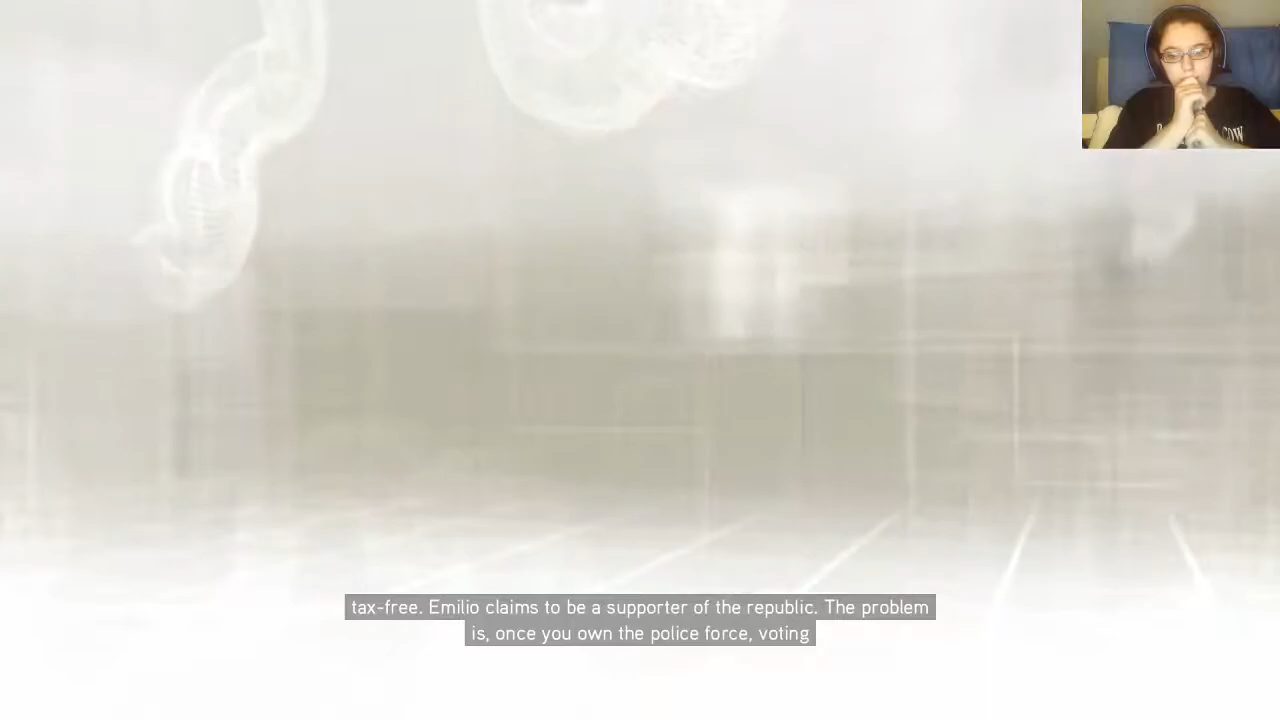 tax-free. Emilio claims to be a supporter of the republic. The problem
is, once you own the police force, voting
COW